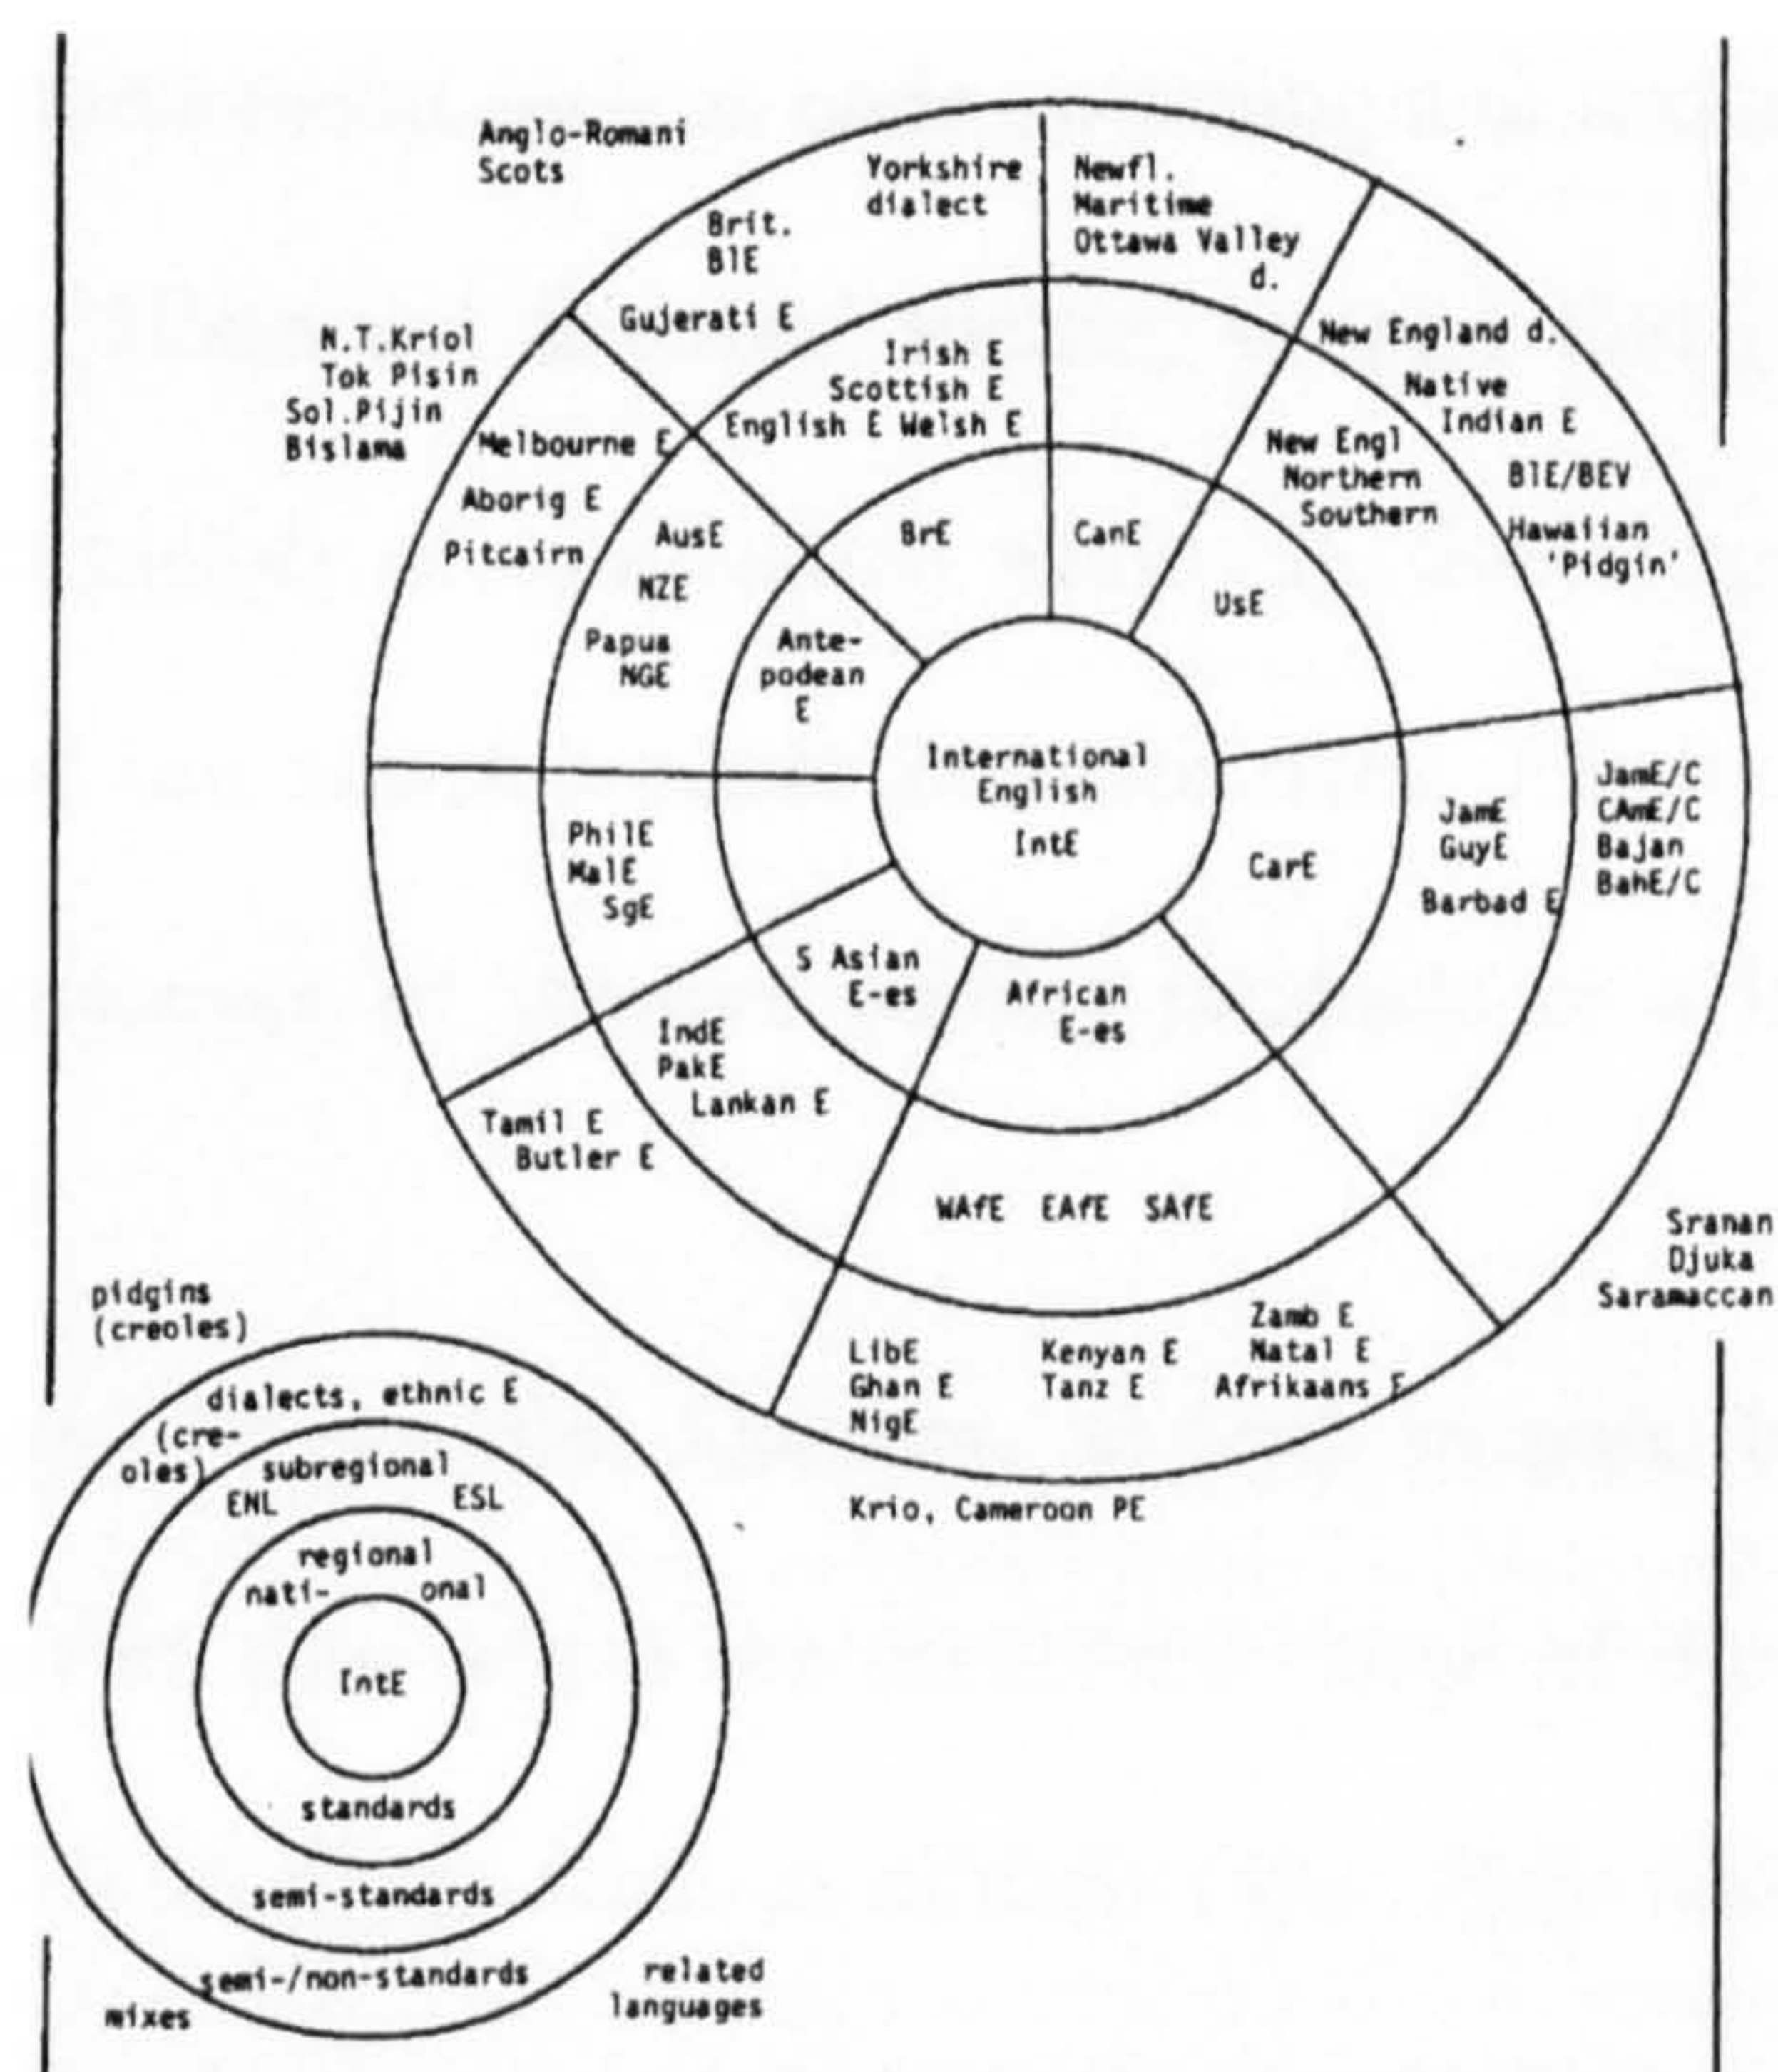 Anglo-Romani
Scots
Yorkshire
dialect
Brit.
BlE
Gujerati E
Newfl.
Maritime
Ottawa Valley
d.
N.T.Kriol
Tok Pisin
Sol.Pijin
Bislama
Irish E
Scottish E
English E Welsh E
New England d.
Native
Indian E
BlE/BEV
Hawaiian
'Pidgin'
New Engl
Northern
Southern
Melbourne E
Aborig E
Pitcairn
AusE
NZE
Papua
NGE
BrE
CanE
UsE
Ante-
podean
E
International
English
IntE
CarE
JamE
GuyE
Barbad E
JamE/C
CAmE/C
Bajan
BahE/C
PhilE
MalE
SgE
S Asian
E-es
African
E-es
IndE
PakE
Lankan E
Tamil E
Butler E
WAfE EAfE SAfE
Sranan
Djuka
Saramaccan
LibE
Ghan E
NigE
Kenyan E
Tanz E
Zamb E
Natal E
Afrikaans E
Krio, Cameroon PE
pidgins
(creoles)
dialects, ethnic E
(cre-
oles)
subregional
ENL ESL
regional
nati- onal
IntE
standards
semi-standards
semi-/non-standards
mixes
related
languages